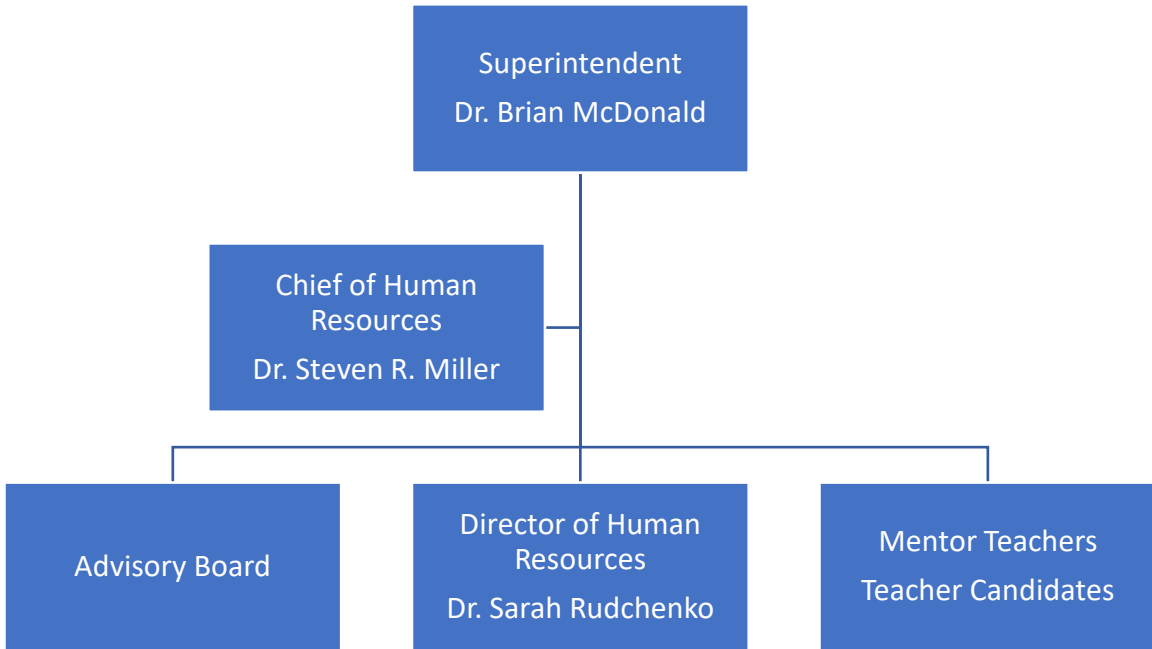 Superintendent
Dr. Brian McDonald
Chief of Human
Resources
Dr. Steven R. Miller
Advisory Board
Director of Human
Resources
Dr. Sarah Rudchenko
Mentor Teachers
Teacher Candidates